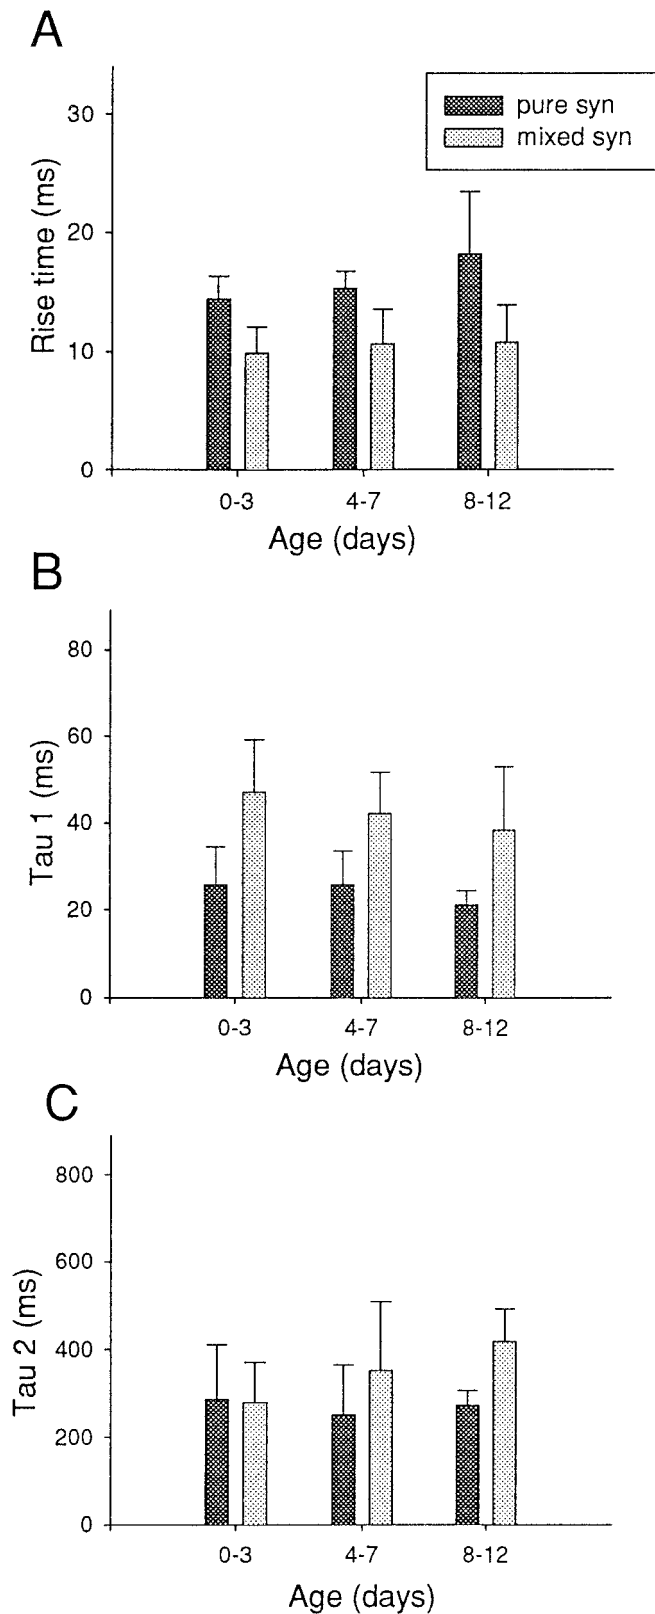 A
30
20
10
0
Rise time (ms)
pure syn
mixed syn
0-3 4-7 8-12
Age (days)
B
80
60
40
20
0
Tau 1 (ms)
0-3 4-7 8-12
Age (days)
C
800
600
400
200
0
Tau 2 (ms)
0-3 4-7 8-12
Age (days)